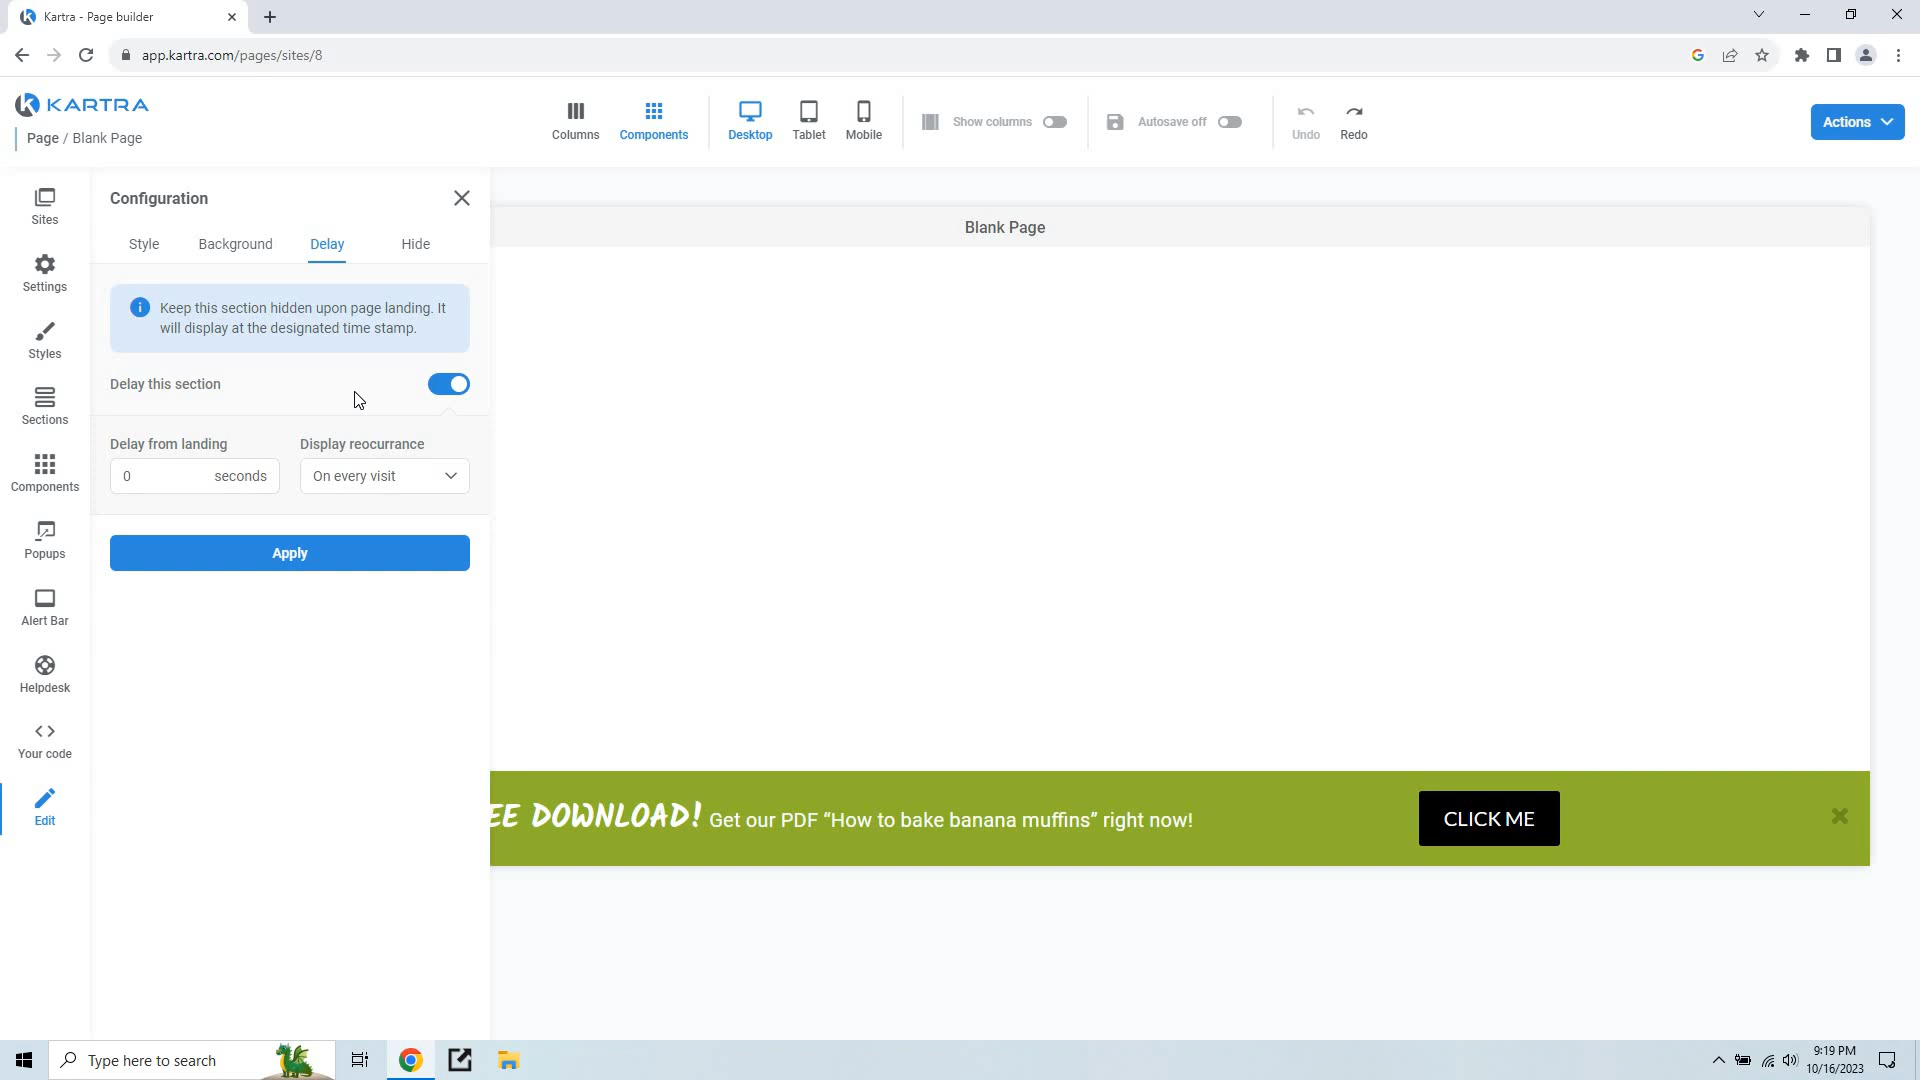 Kartra - Page builder
app.kartra.com/pages/sites/8
KARTRA
Page / Blank Page
Columns
Components
Desktop
Tablet
Mobile
Show columns
Autosave off
Undo
Redo
Actions
Sites
Settings
Styles
Sections
Components
Popups
Alert Bar
Helpdesk
Your code
Edit
Configuration
Style
Background
Delay
Hide
Keep this section hidden upon page landing. It
will display at the designated time stamp.
Delay this section
Delay from landing
Display reocurrance
0 seconds
On every visit
Apply
Blank Page
EE DOWNLOAD! Get our PDF “How to bake banana muffins” right now!
CLICK ME
Type here to search
9:19 PM
10/16/2023